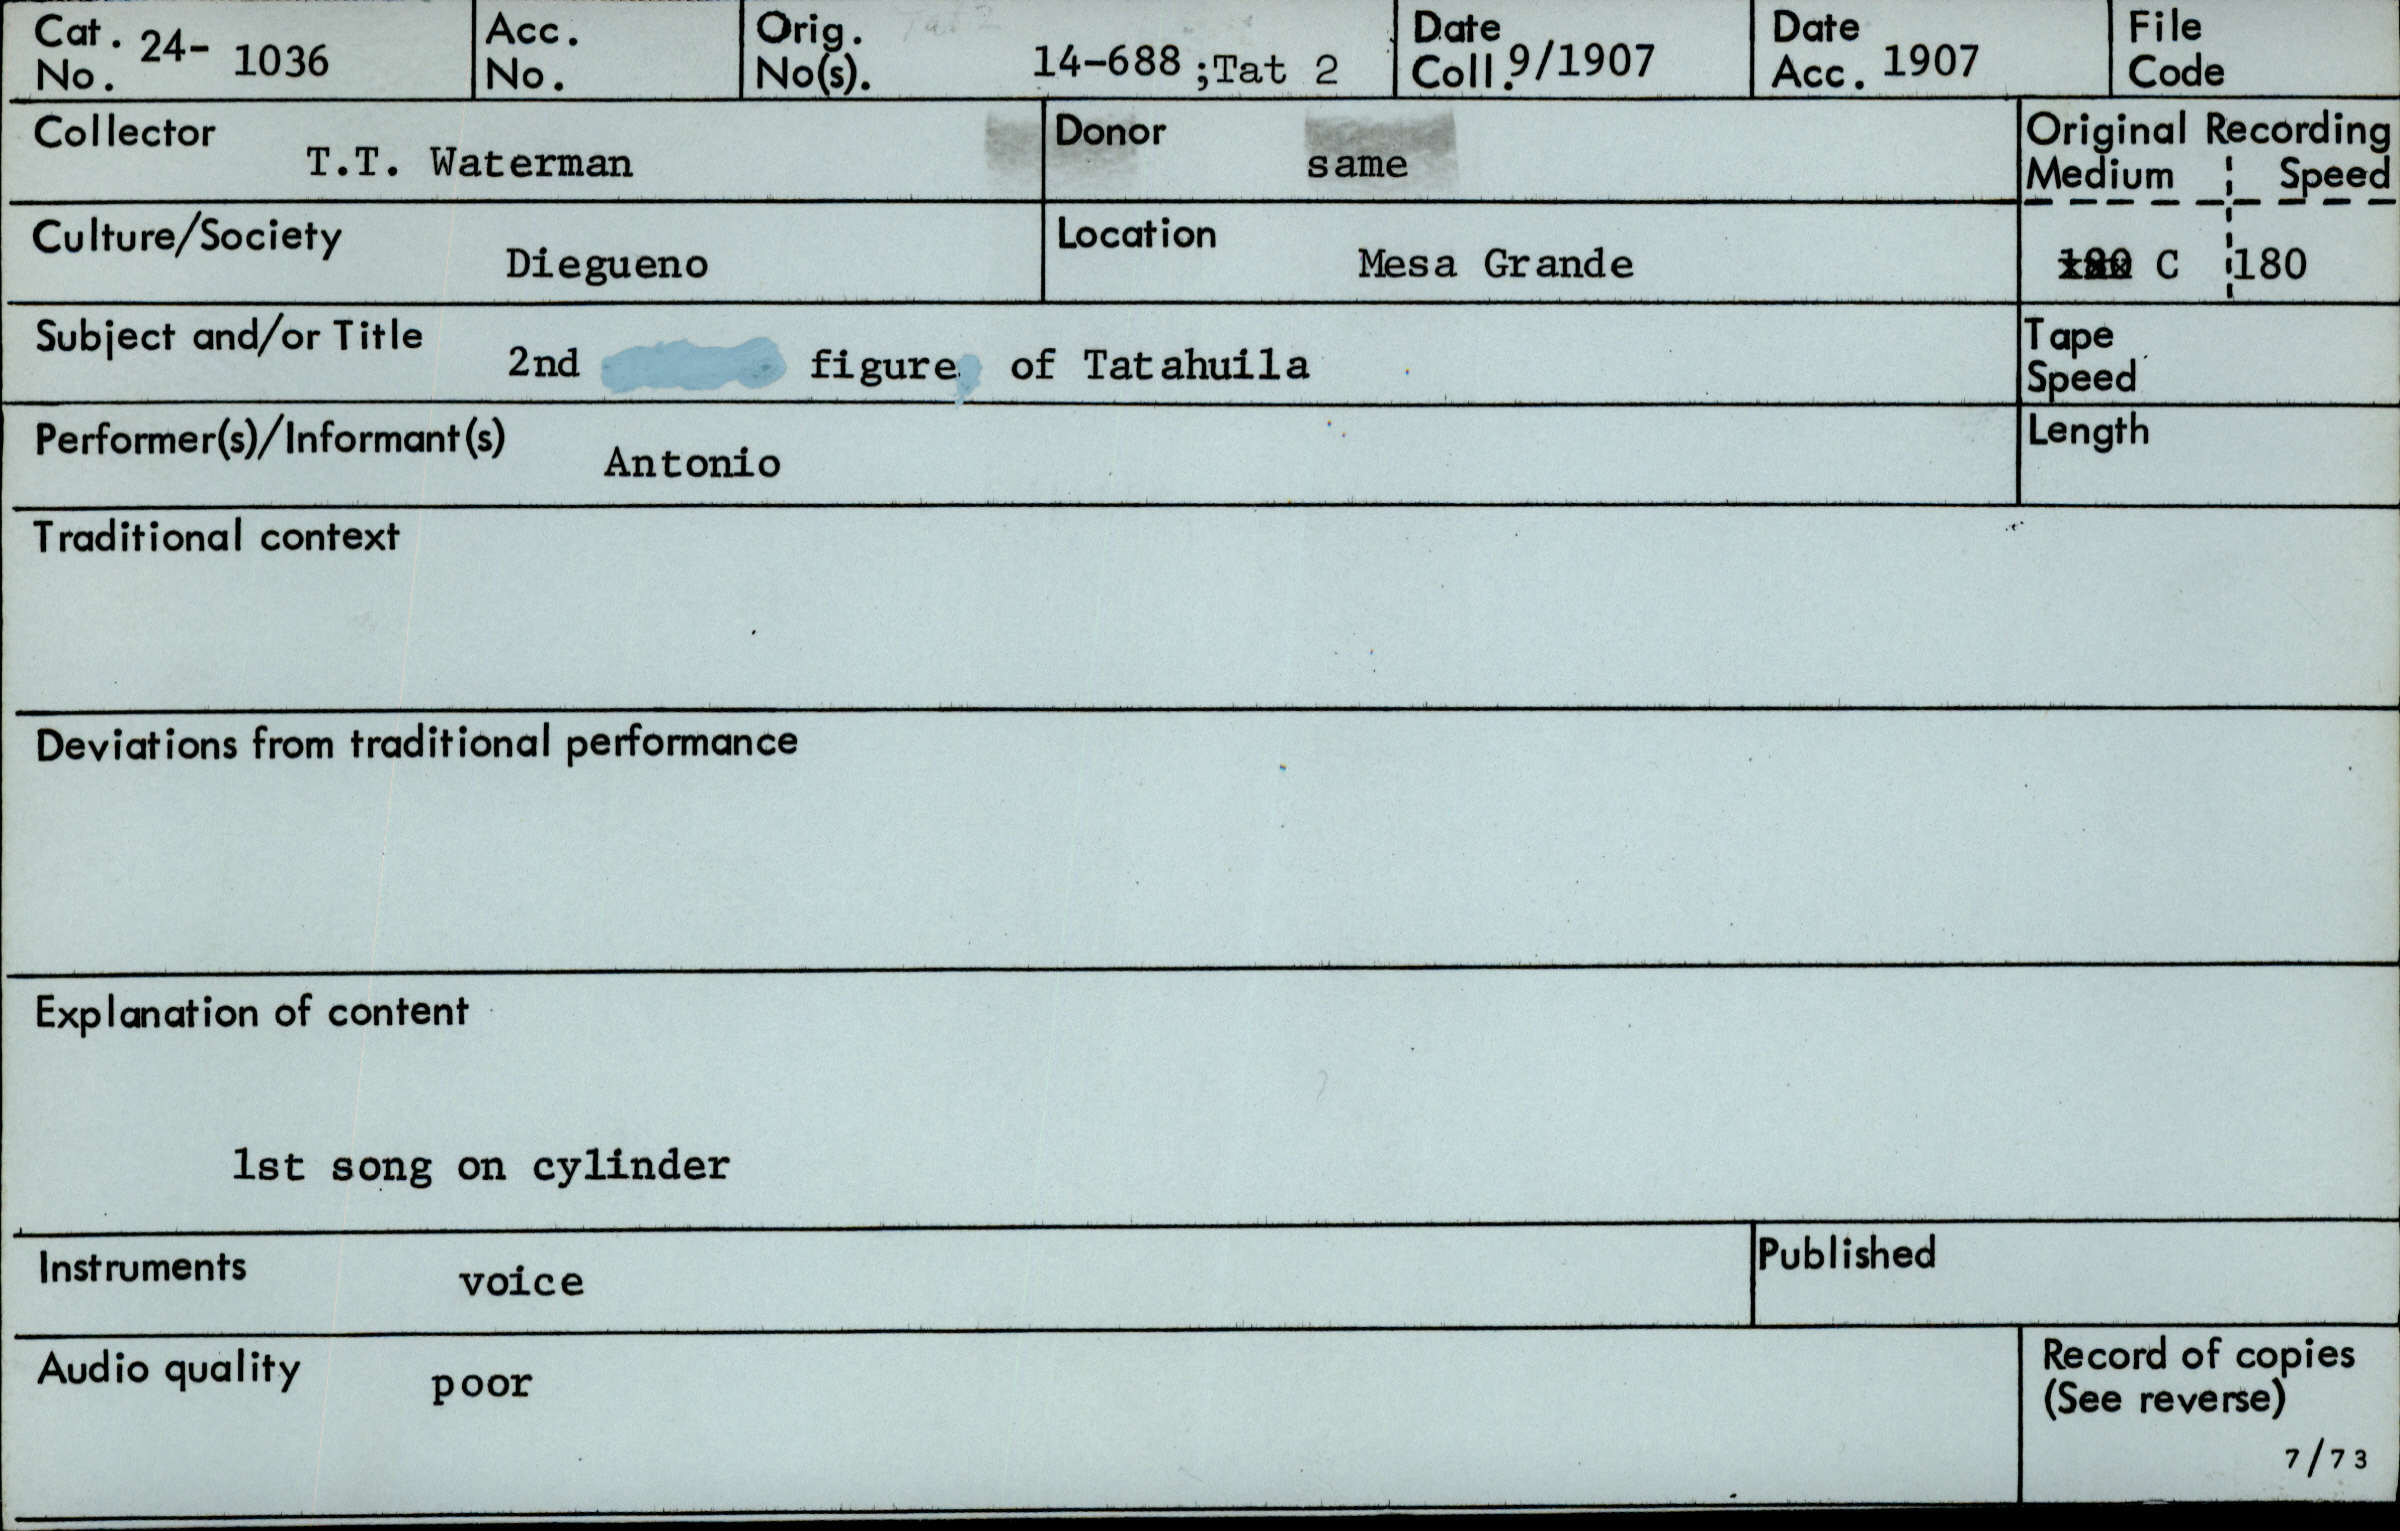 Cat. No. 24- 1036
Acc. No.
Orig. No(s). 14-688 ;Tat 2
Date Coll. 9/1907
Date Acc. 1907
File Code
Collector T.T. Waterman
Donor same
Original Recording
Medium Speed
Culture/Society Diegueno
Location Mesa Grande
C 180
Subject and/or Title 2nd figure of Tatahuila
Tape Speed
Performer(s)/Informant(s) Antonio
Length
Traditional context
Deviations from traditional performance
Explanation of content
1st song on cylinder
Instruments voice
Published
Audio quality poor
Record of copies
(See reverse)
7/73